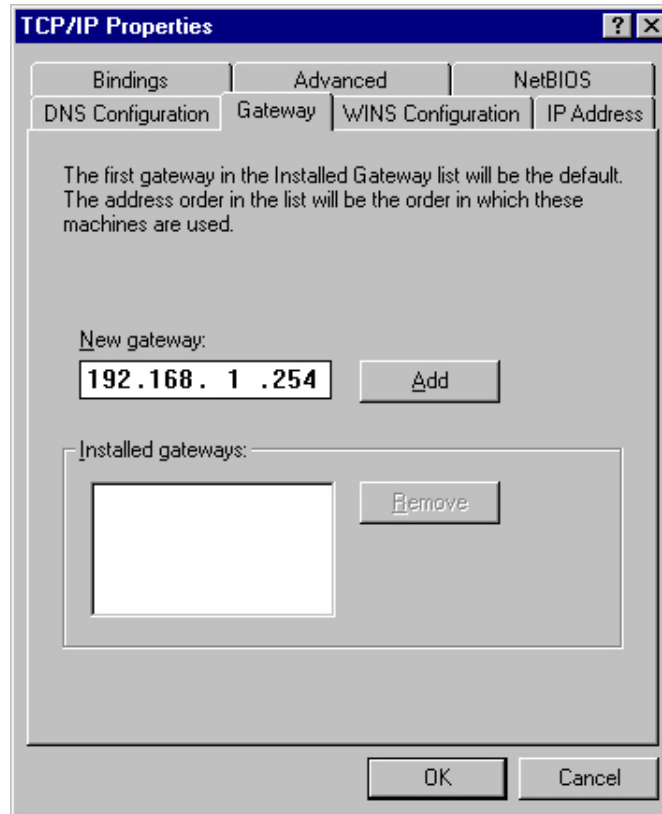 TCP/IP Properties
? X
Bindings Advanced NetBIOS
DNS Configuration Gateway WINS Configuration IP Address
The first gateway in the Installed Gateway list will be the default.
The address order in the list will be the order in which these
machines are used.
New gateway:
192.168. 1 .254 Add
Installed gateways:
Remove
OK Cancel